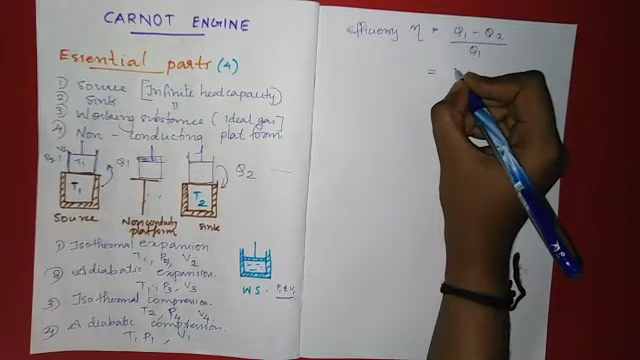 CARNOT ENGINE
Essential parts (4)
1) Source [Infinite heat capacity)
2) Sink "
3) Working substance (ideal gas]
4) Non - conducting plat form
T1 Q1 Q2
T1 T2
Source
Nonconducty
platform
sink
1) Isothermal expansion
T1, P2, V2
2) Adiabatic expansion.
P3, V3
3) Isothermal compression.
T2, P4, V4
4) Adiabatic compression.
T1 P1, V1
W.S.
Efficiency η = Q1 - Q2
Q1
=